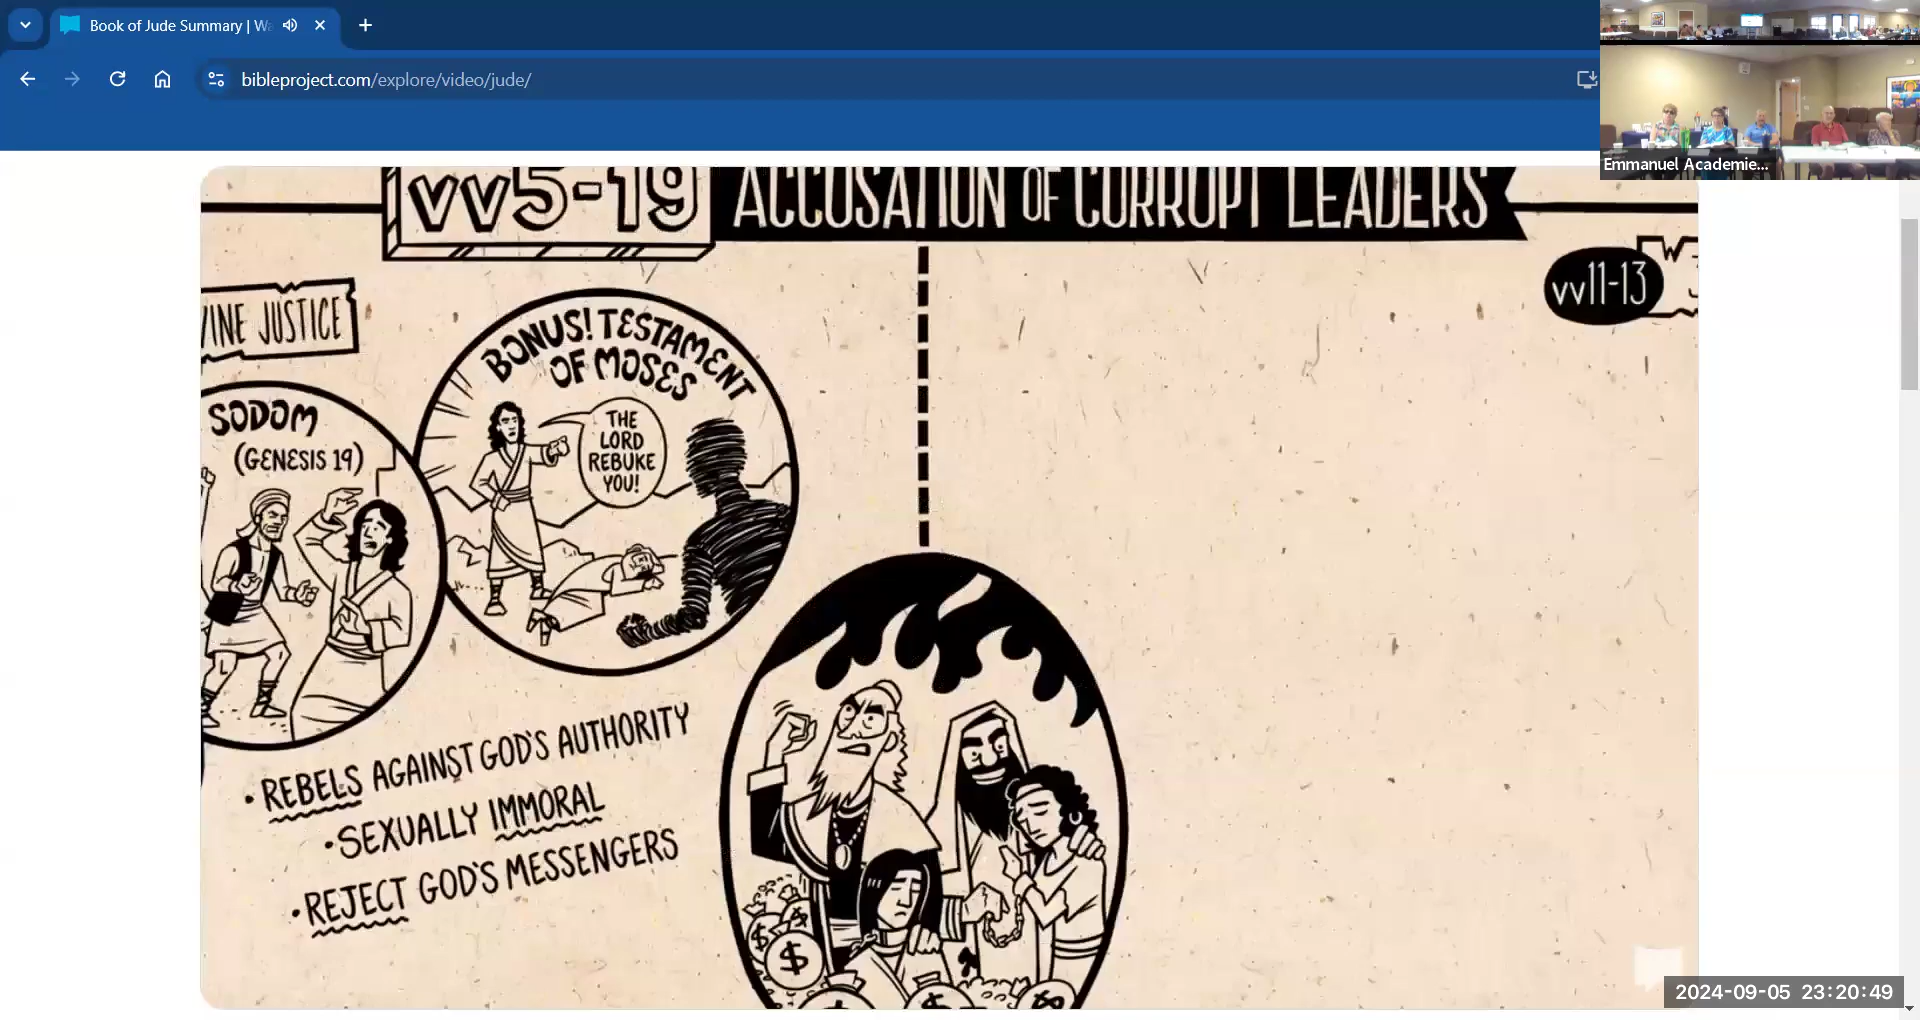 Book of Jude Summary | Wa
bibleproject.com/explore/video/jude/
Emmanuel Academie...
vv5-19
ACCUSATION OF CORRUPT LEADERS
vv11-13
JUSTICE
BONUS! TESTAMENT
OF MOSES
SODOM
(GENESIS 19)
THE
LORD
REBUKE
YOU!
• REBELS AGAINST GOD'S AUTHORITY
• SEXUALLY IMMORAL
• REJECT GOD'S MESSENGERS
$
$
$
$
$
2024-09-05 23:20:49